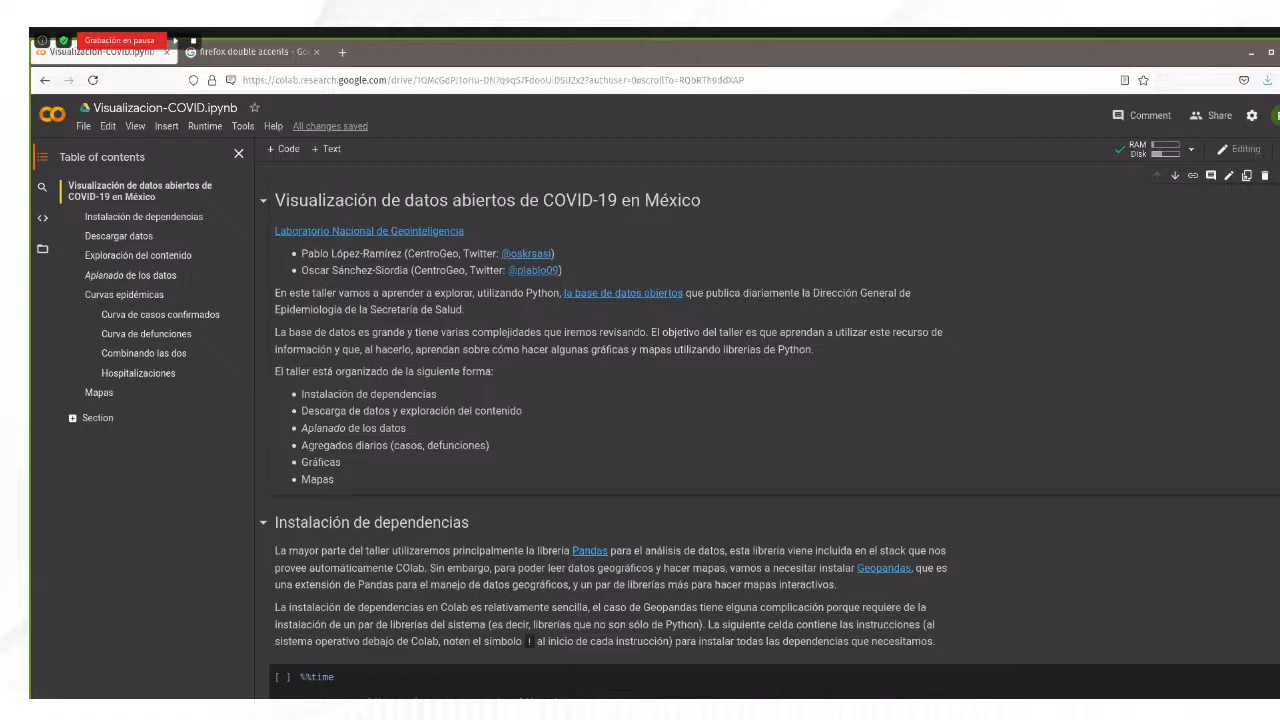 Grabación en pausa
Visualizacion-COVID.ipynb
firefox double accents - Go
https://colab.research.google.com/drive/
Visualizacion-COVID.ipynb
File Edit View Insert Runtime Tools Help All changes saved
Comment Share
Table of contents
+ Code + Text
RAM
Disk
Editing
Visualización de datos abiertos de
COVID-19 en México
Instalación de dependencias
Descargar datos
Exploración del contenido
Aplanado de los datos
Curvas epidémicas
Curva de casos confirmados
Curva de defunciones
Combinando las dos
Hospitalizaciones
Mapas
Section
Visualización de datos abiertos de COVID-19 en México
Laboratorio Nacional de Geointeligencia
Pablo López-Ramírez (CentroGeo, Twitter: @oskrsasi)
Oscar Sánchez-Siordia (CentroGeo, Twitter: @plablo09)
En este taller vamos a aprender a explorar, utilizando Python, la base de datos abiertos que publica diariamente la Dirección General de
Epidemiología de la Secretaría de Salud.
La base de datos es grande y tiene varias complejidades que iremos revisando. El objetivo del taller es que aprendan a utilizar este recurso de
información y que, al hacerlo, aprendan sobre cómo hacer algunas gráficas y mapas utilizando librerías de Python.
El taller está organizado de la siguiente forma:
Instalación de dependencias
Descarga de datos y exploración del contenido
Aplanado de los datos
Agregados diarios (casos, defunciones)
Gráficas
Mapas
Instalación de dependencias
La mayor parte del taller utilizaremos principalmente la libreria Pandas para el análisis de datos, esta libreria viene incluida en el stack que nos
provee automáticamente COlab. Sin embargo, para poder leer datos geográficos y hacer mapas, vamos a necesitar instalar Geopandas, que es
una extensión de Pandas para el manejo de datos geográficos, y un par de librerías más para hacer mapas interactivos.
La instalación de dependencias en Colab es relativamente sencilla, el caso de Geopandas tiene elguna complicación porque requiere de la
instalación de un par de librerías del sistema (es decir, librerías que no son sólo de Python). La siguiente celda contiene las instrucciones (al
sistema operativo debajo de Colab, noten el símbolo ! al inicio de cada instrucción) para instalar todas las dependencias que necesitamos.
[ ] %%time